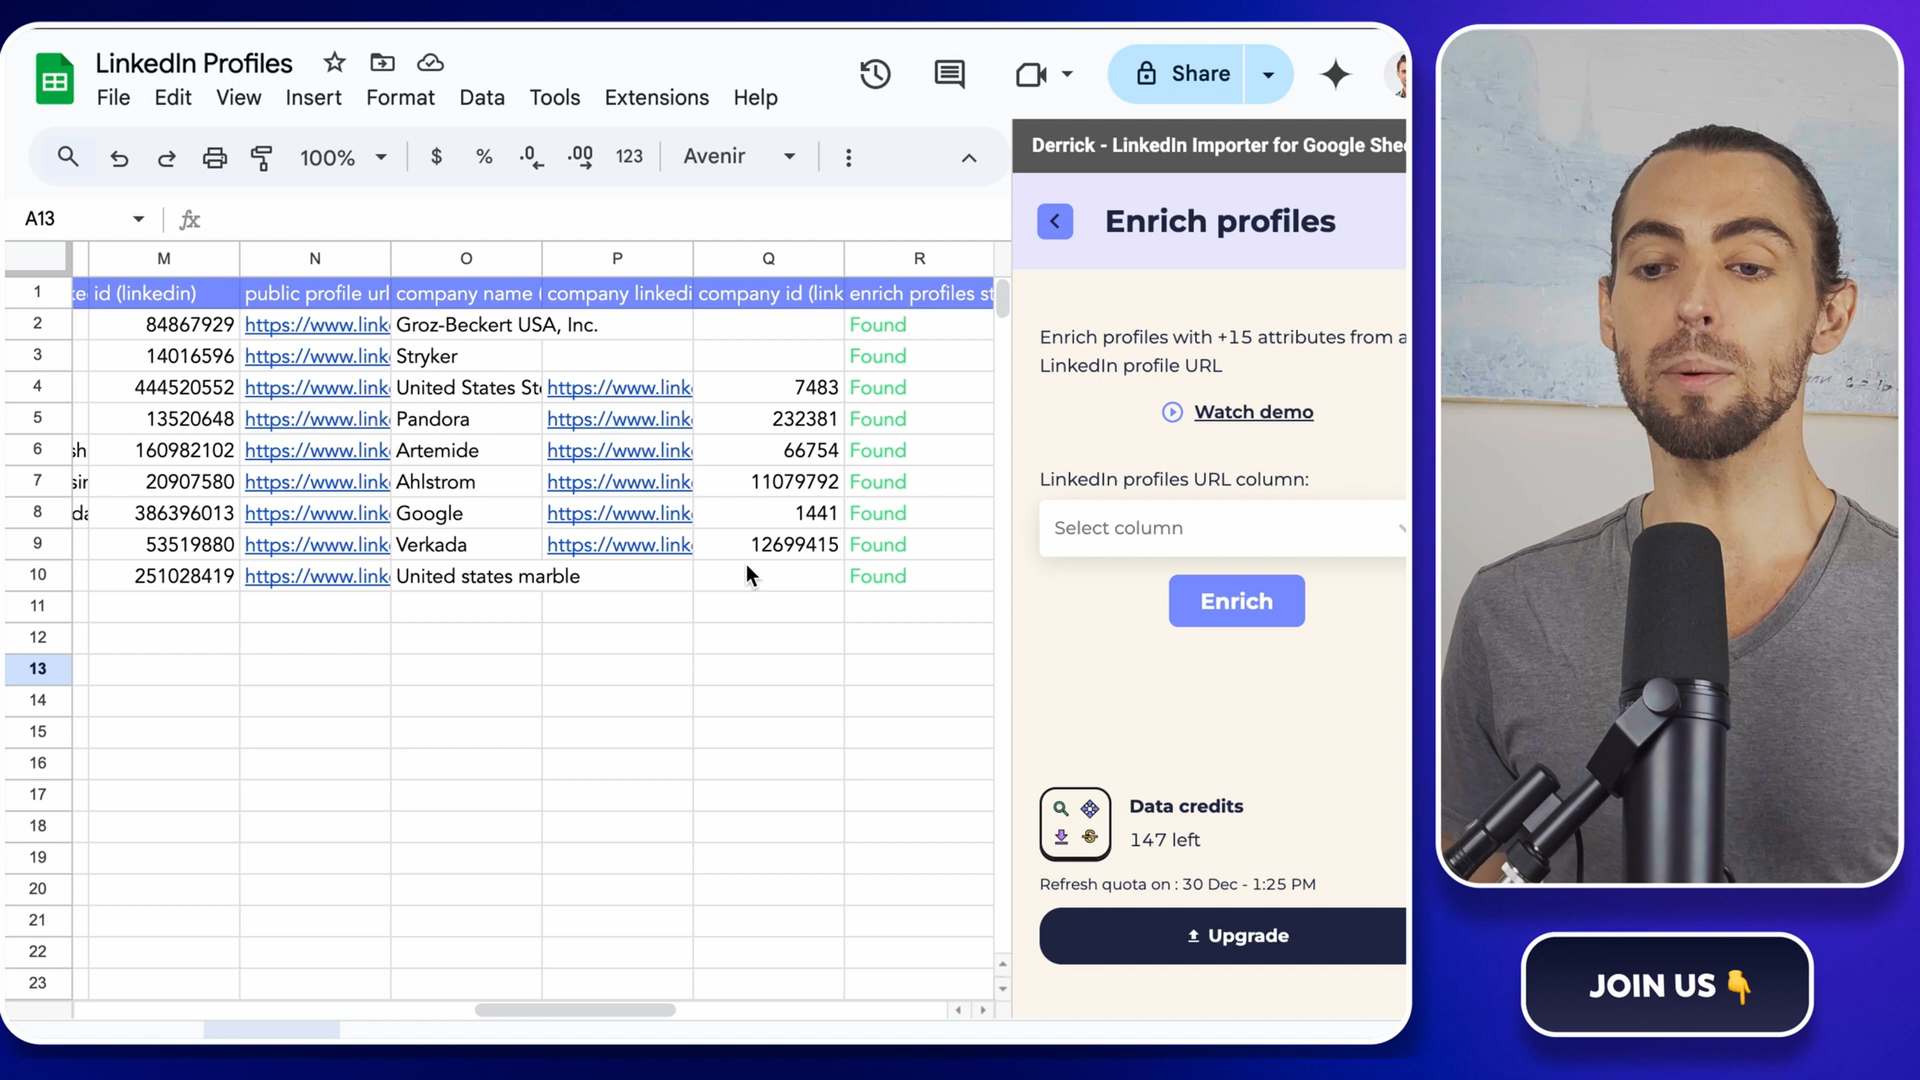 LinkedIn Profiles
File Edit View Insert Format Data Tools Extensions Help
Share
100% $ % .0 .00 123 Avenir
A13 fx
M N O P Q R
1 id (linkedin) public profile url company name ( company linkedi company id (link enrich profiles st
2 84867929 https://www.link Groz-Beckert USA, Inc. Found
3 14016596 https://www.link Stryker Found
4 444520552 https://www.link United States Ste https://www.link 7483 Found
5 13520648 https://www.link Pandora https://www.link 232381 Found
6 sh 160982102 https://www.link Artemide https://www.link 66754 Found
7 sir 20907580 https://www.link Ahlstrom https://www.link 11079792 Found
8 da 386396013 https://www.link Google https://www.link 1441 Found
9 53519880 https://www.link Verkada https://www.link 12699415 Found
10 251028419 https://www.link United states marble Found
11
12
13
14
15
16
17
18
19
20
21
22
23
Derrick - LinkedIn Importer for Google Shee
Enrich profiles
Enrich profiles with +15 attributes from a
LinkedIn profile URL
Watch demo
LinkedIn profiles URL column:
Select column
Enrich
Data credits
147 left
Refresh quota on : 30 Dec - 1:25 PM
Upgrade
JOIN US 👇